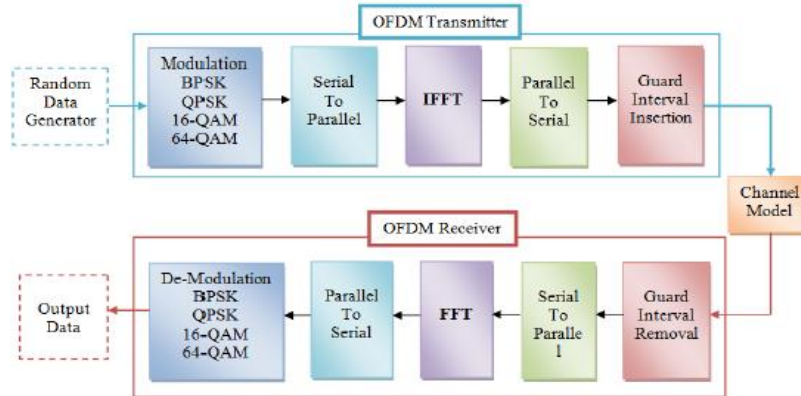 OFDM Transmitter
Random
Data
Generator
Modulation
BPSK
QPSK
16-QAM
64-QAM
Serial
To
Parallel
IFFT
Parallel
To
Serial
Guard
Interval
Insertion
Channel
Model
OFDM Receiver
Output
Data
De-Modulation
BPSK
QPSK
16-QAM
64-QAM
Parallel
To
Serial
FFT
Serial
To
Paralle
l
Guard
Interval
Removal